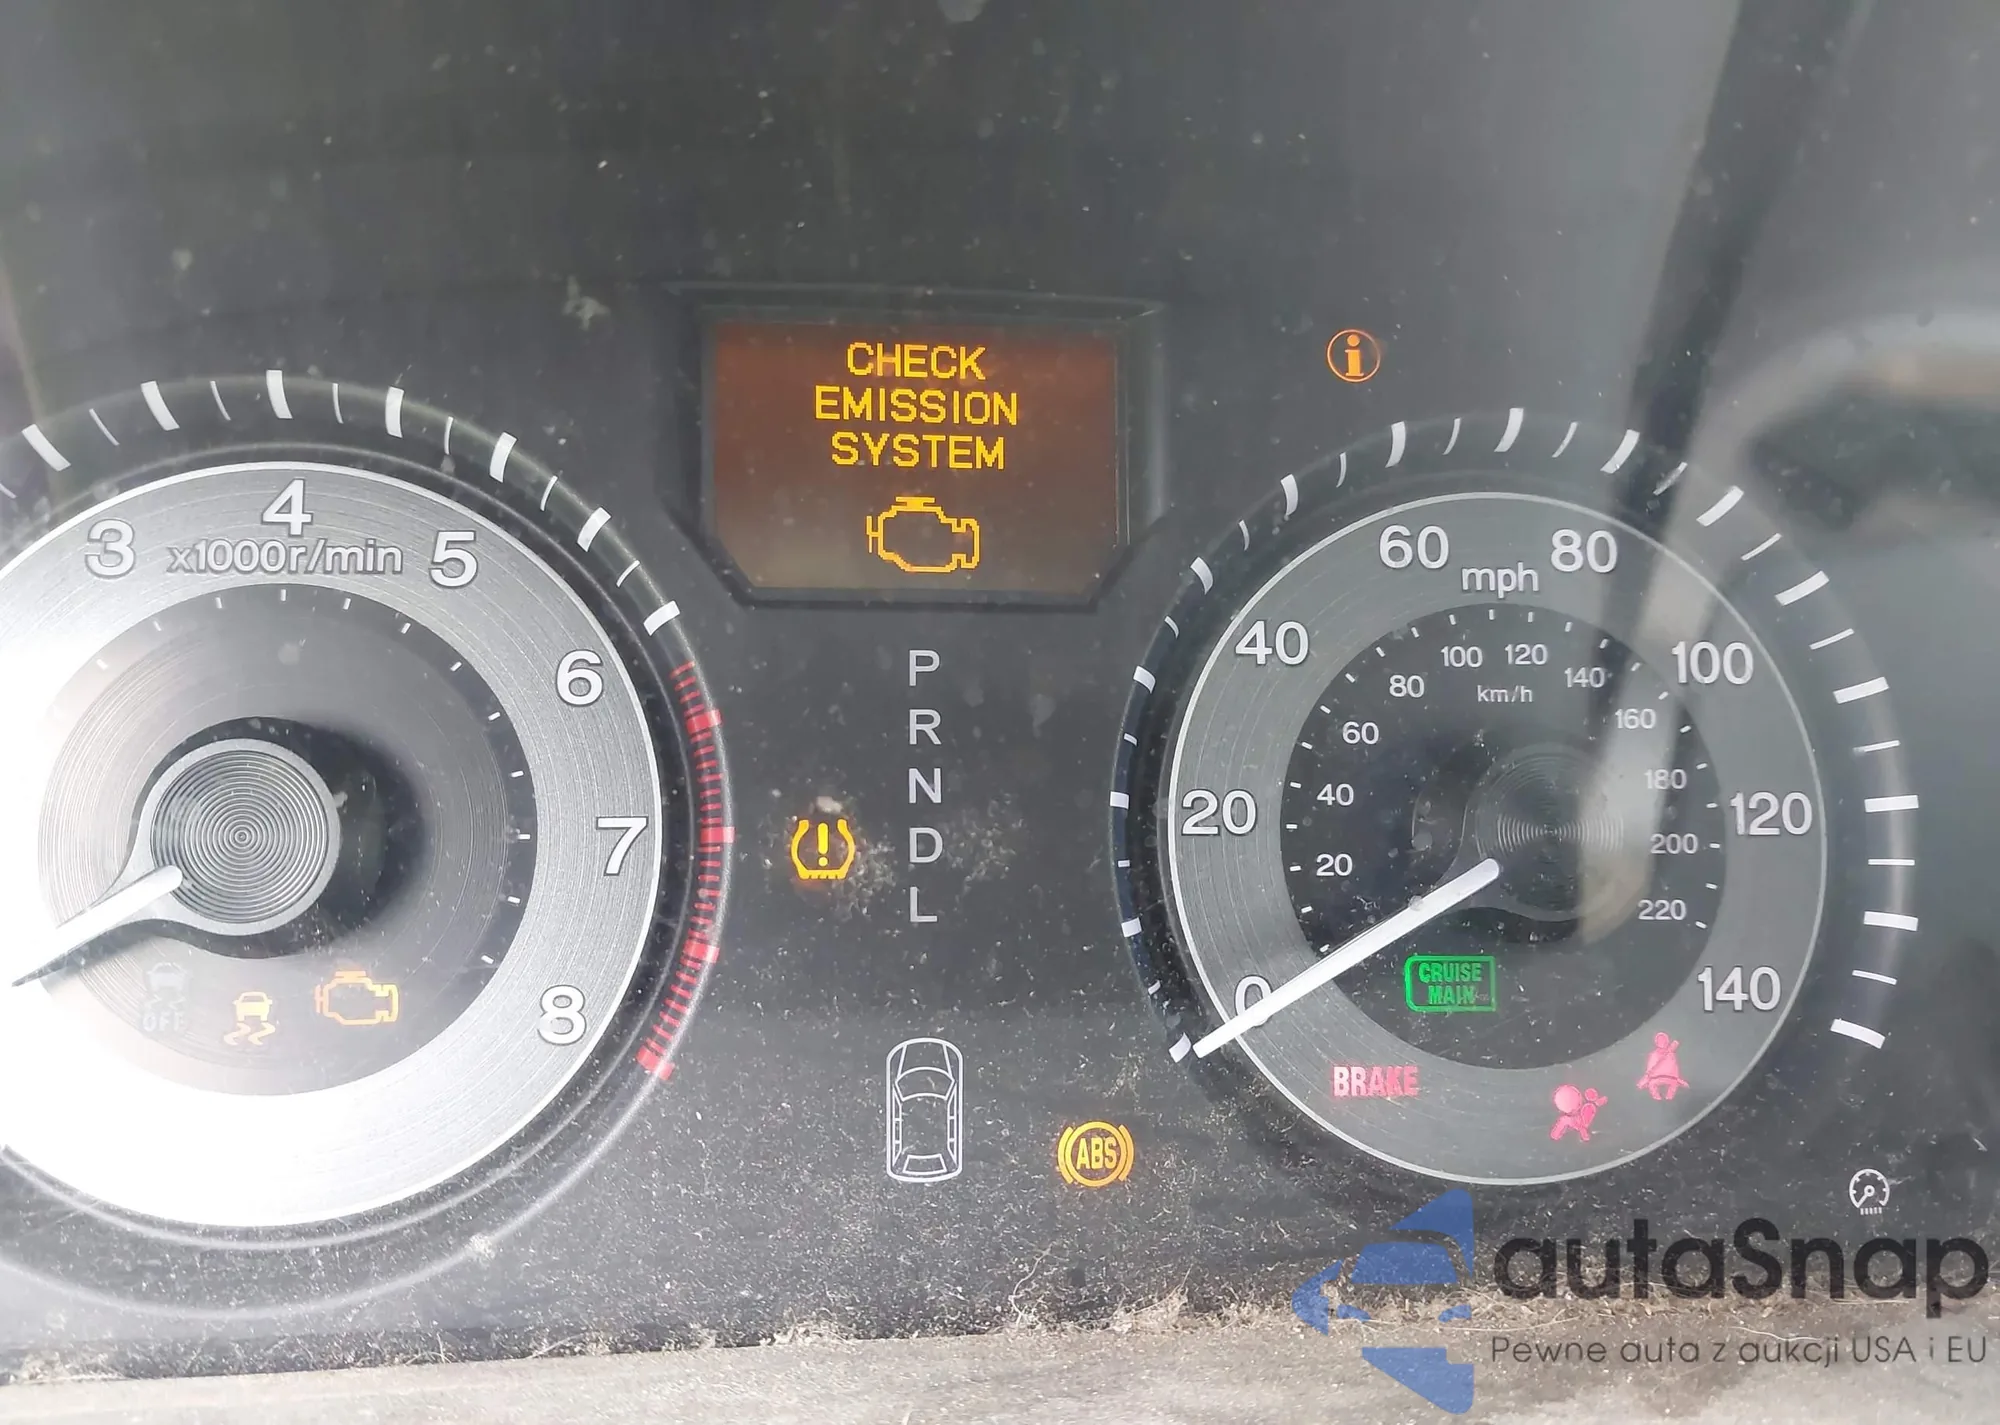 CHECK
EMISSION
SYSTEM
3 4 5 6 7 8
x1000r/min
P
R
N
D
L
0 20 40 60 80 100 120 140
mph
20 40 60 80 100 120 140 160 180 200 220
km/h
OFF
CRUISE
MAIN
BRAKE
ABS
autaSnap
Pewne auta z aukcji USA i EU